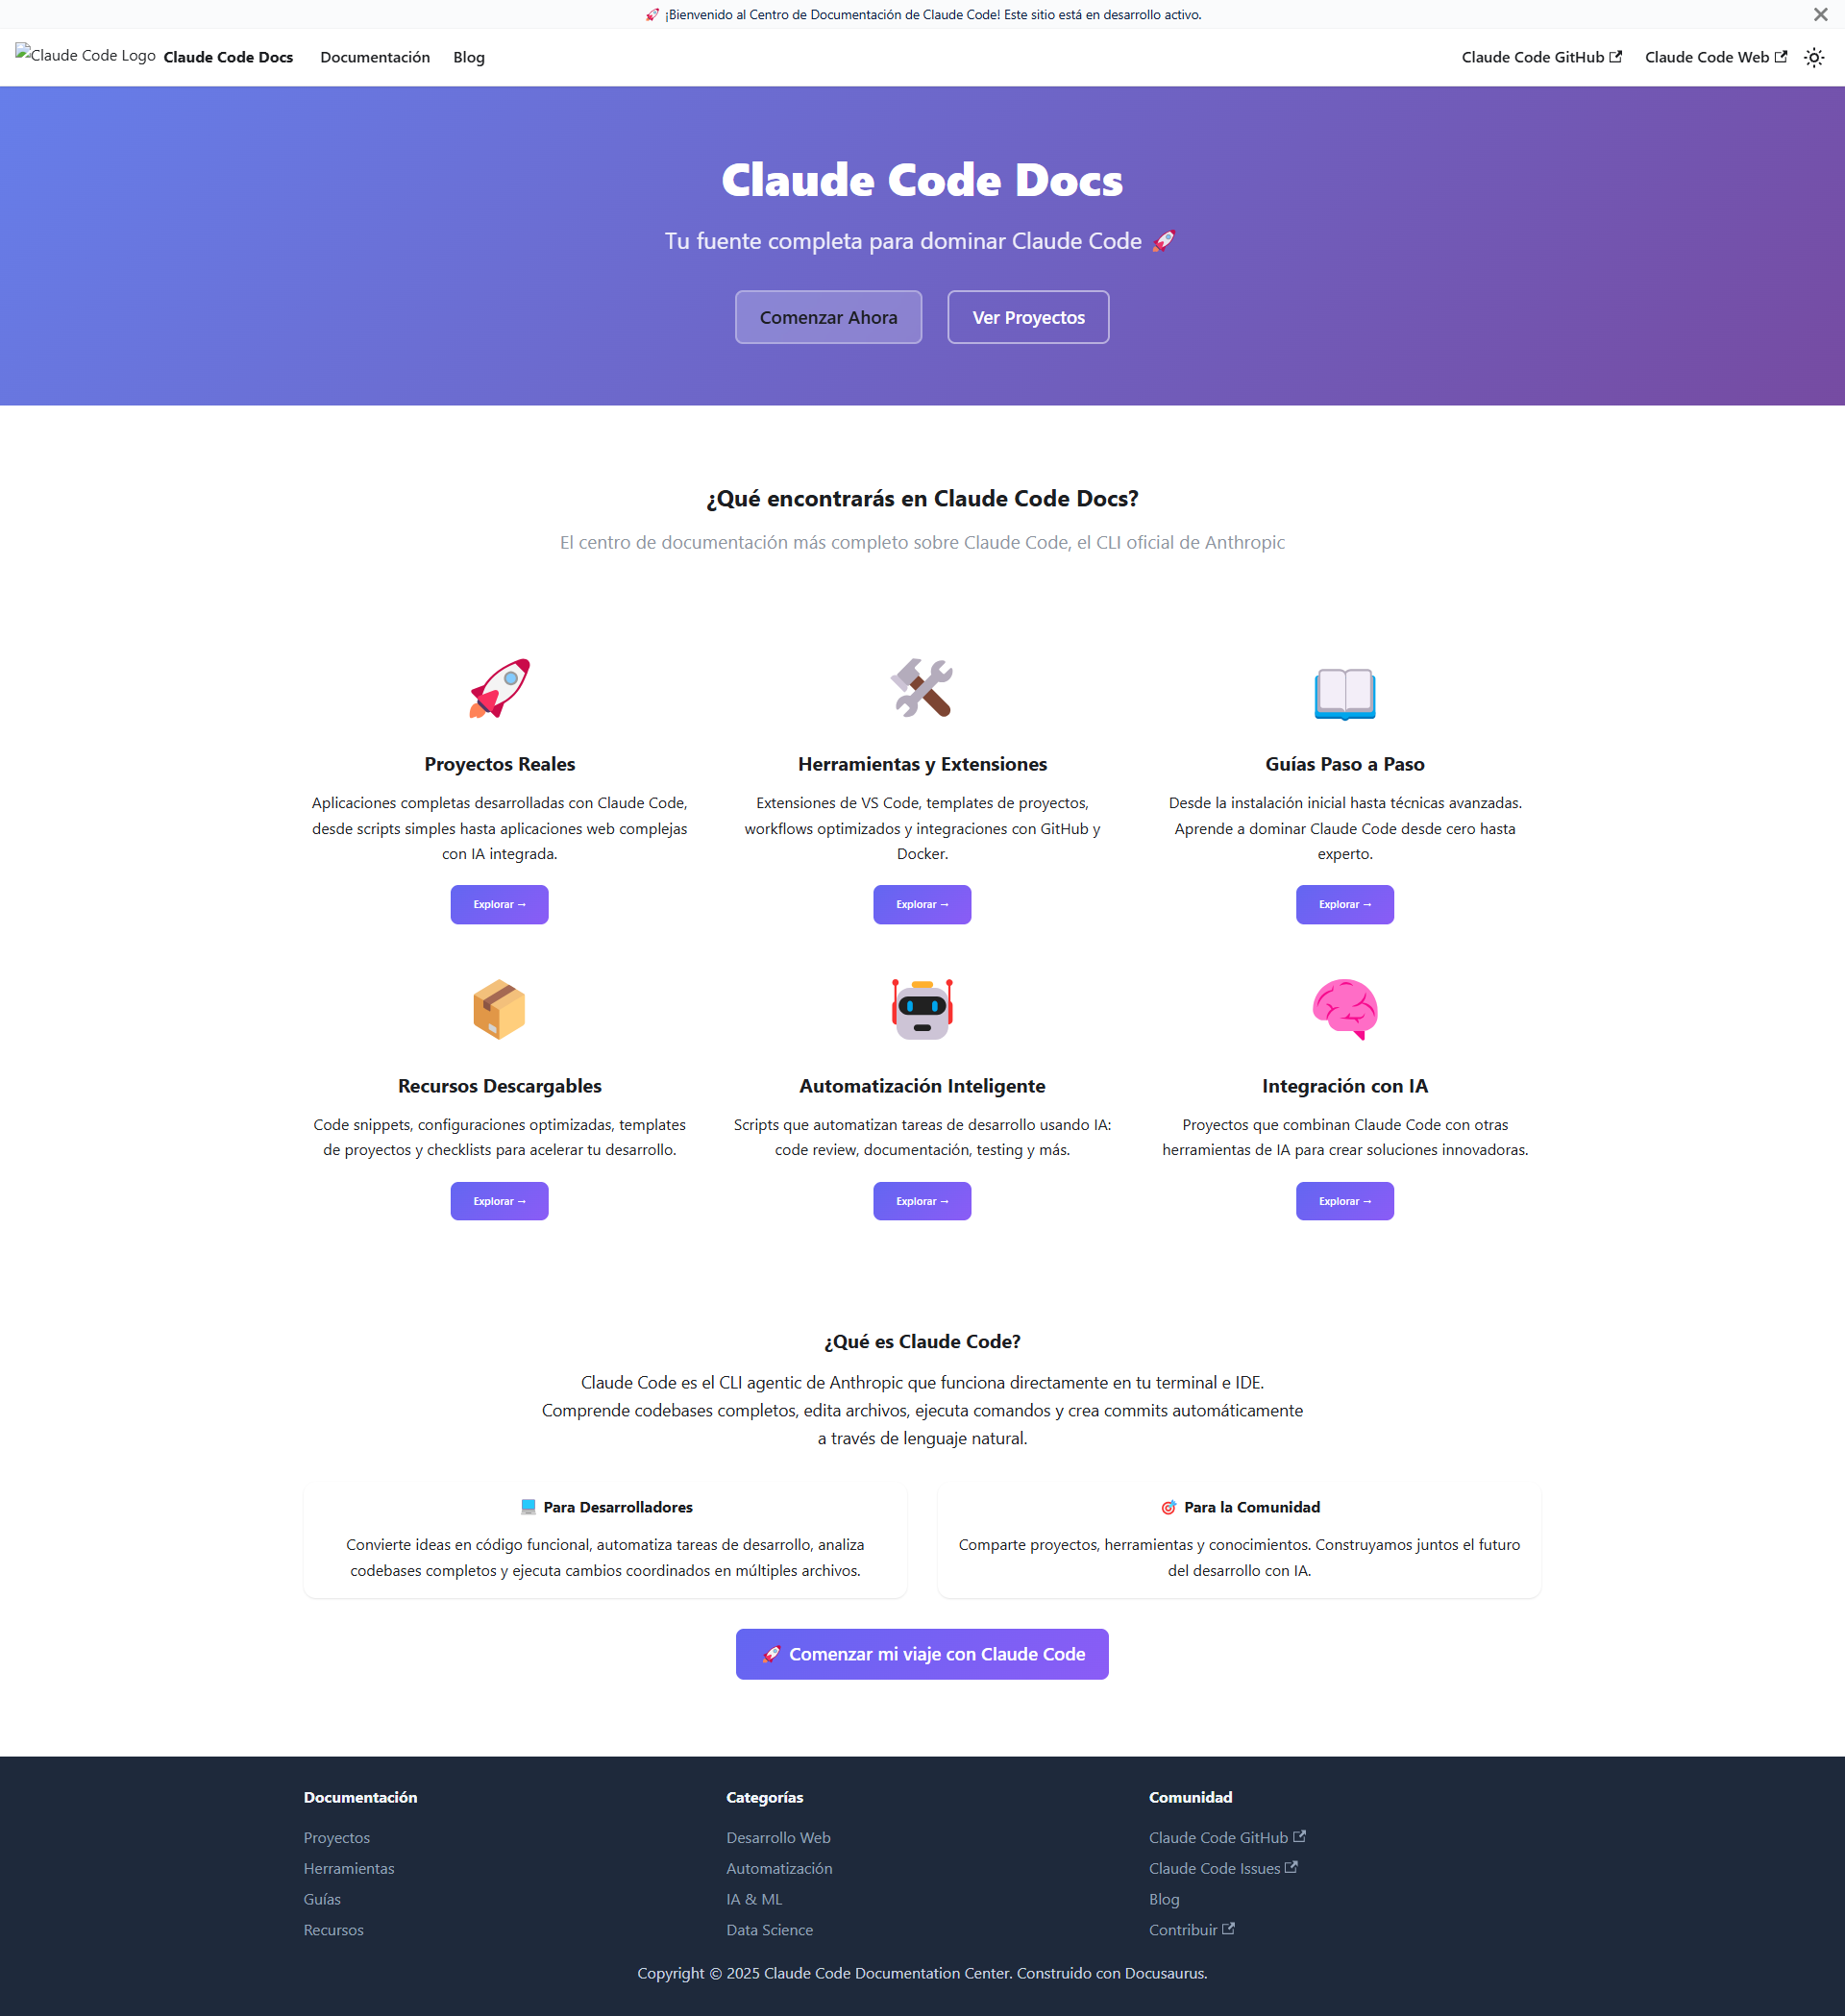 🚀 ¡Bienvenido al Centro de Documentación de Claude Code! Este sitio está en desarrollo activo.
Claude Code Logo Claude Code Docs Documentación Blog Claude Code GitHub Claude Code Web
Claude Code Docs
Tu fuente completa para dominar Claude Code 🚀
Comenzar Ahora Ver Proyectos
¿Qué encontrarás en Claude Code Docs?
El centro de documentación más completo sobre Claude Code, el CLI oficial de Anthropic
Proyectos Reales
Aplicaciones completas desarrolladas con Claude Code,
desde scripts simples hasta aplicaciones web complejas
con IA integrada.
Explorar →
Herramientas y Extensiones
Extensiones de VS Code, templates de proyectos,
workflows optimizados y integraciones con GitHub y
Docker.
Explorar →
Guías Paso a Paso
Desde la instalación inicial hasta técnicas avanzadas.
Aprende a dominar Claude Code desde cero hasta
experto.
Explorar →
Recursos Descargables
Code snippets, configuraciones optimizadas, templates
de proyectos y checklists para acelerar tu desarrollo.
Explorar →
Automatización Inteligente
Scripts que automatizan tareas de desarrollo usando IA:
code review, documentación, testing y más.
Explorar →
Integración con IA
Proyectos que combinan Claude Code con otras
herramientas de IA para crear soluciones innovadoras.
Explorar →
¿Qué es Claude Code?
Claude Code es el CLI agentic de Anthropic que funciona directamente en tu terminal e IDE.
Comprende codebases completos, edita archivos, ejecuta comandos y crea commits automáticamente
a través de lenguaje natural.
💻 Para Desarrolladores
Convierte ideas en código funcional, automatiza tareas de desarrollo, analiza
codebases completos y ejecuta cambios coordinados en múltiples archivos.
🎯 Para la Comunidad
Comparte proyectos, herramientas y conocimientos. Construyamos juntos el futuro
del desarrollo con IA.
🚀 Comenzar mi viaje con Claude Code
Documentación
Proyectos
Herramientas
Guías
Recursos
Categorías
Desarrollo Web
Automatización
IA & ML
Data Science
Comunidad
Claude Code GitHub
Claude Code Issues
Blog
Contribuir
Copyright © 2025 Claude Code Documentation Center. Construido con Docusaurus.